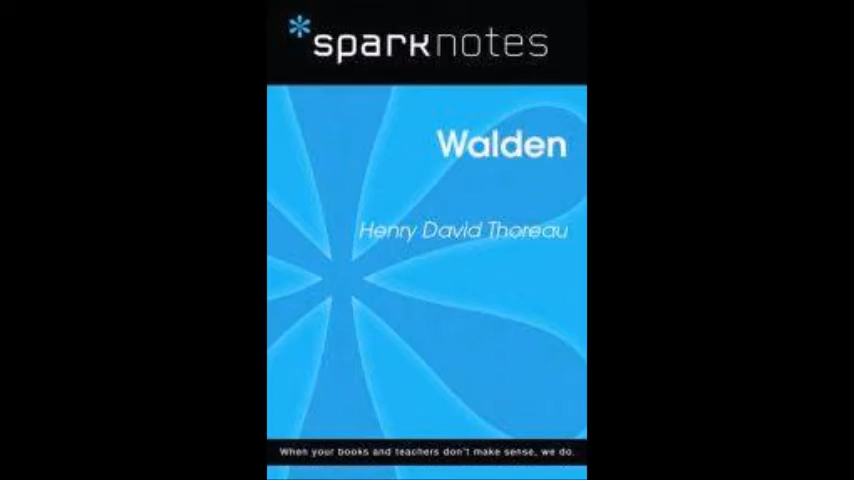 *sparknotes
Walden
Henry David Thoreau
When your books and teachers don't make sense, we do.